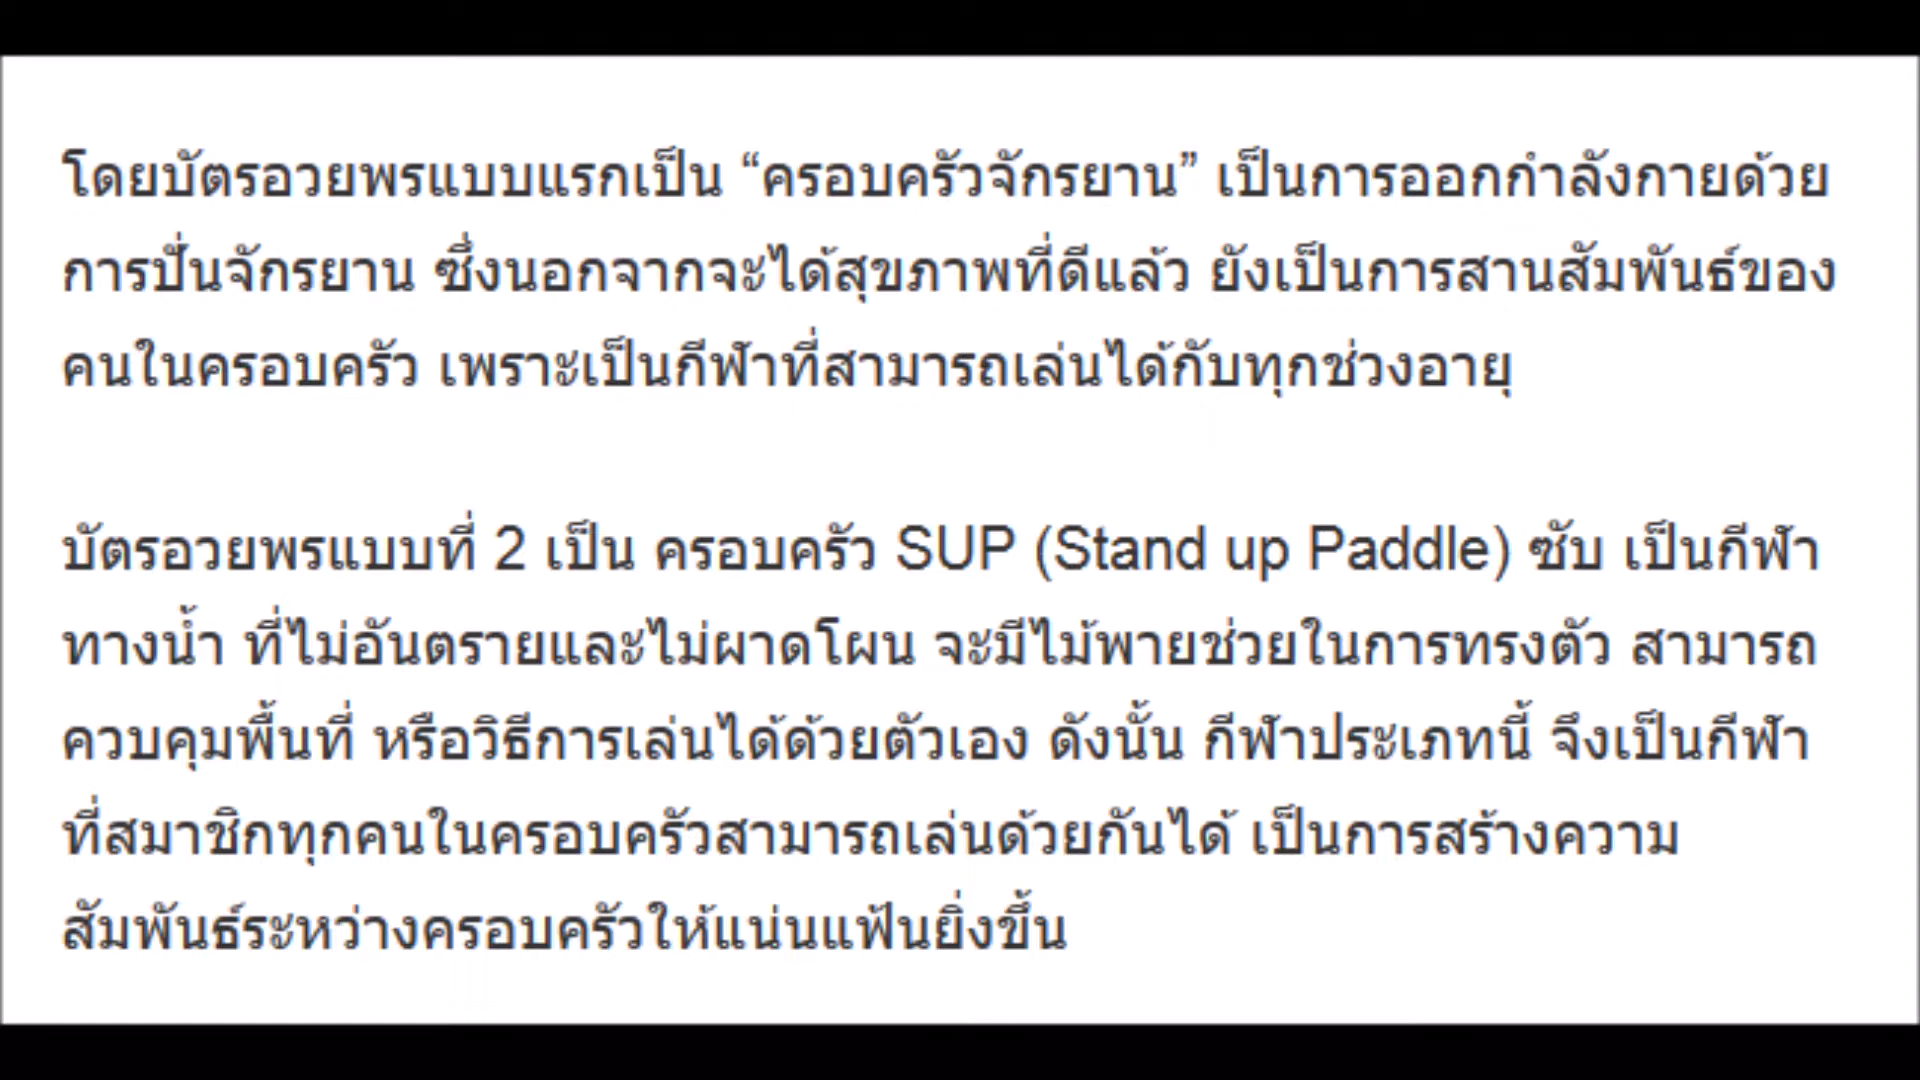 โดยบัตรอวยพรแบบแรกเป็น “ครอบครัวจักรยาน” เป็นการออกกำลังกายด้วย
การปั่นจักรยาน ซึ่งนอกจากจะได้สุขภาพที่ดีแล้ว ยังเป็นการสานสัมพันธ์ของ
คนในครอบครัว เพราะเป็นกีฬาที่สามารถเล่นได้กับทุกช่วงอายุ
บัตรอวยพรแบบที่ 2 เป็น ครอบครัว SUP (Stand up Paddle) ซับ เป็นกีฬา
ทางน้ำ ที่ไม่อันตรายและไม่ผาดโผน จะมีไม้พายช่วยในการทรงตัว สามารถ
ควบคุมพื้นที่ หรือวิธีการเล่นได้ด้วยตัวเอง ดังนั้น กีฬาประเภทนี้ จึงเป็นกีฬา
ที่สมาชิกทุกคนในครอบครัวสามารถเล่นด้วยกันได้ เป็นการสร้างความ
สัมพันธ์ระหว่างครอบครัวให้แน่นแฟ้นยิ่งขึ้น